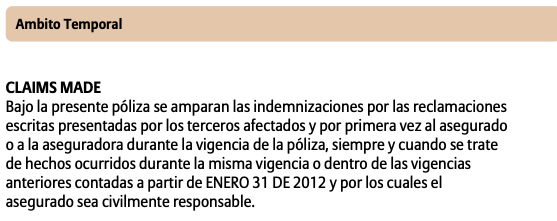 Ambito Temporal
CLAIMS MADE
Bajo la presente póliza se amparan las indemnizaciones por las reclamaciones
escritas presentadas por los terceros afectados y por primera vez al asegurado
o a la aseguradora durante la vigencia de la póliza, siempre y cuando se trate
de hechos ocurridos durante la misma vigencia o dentro de las vigencias
anteriores contadas a partir de ENERO 31 DE 2012 y por los cuales el
asegurado sea civilmente responsable.